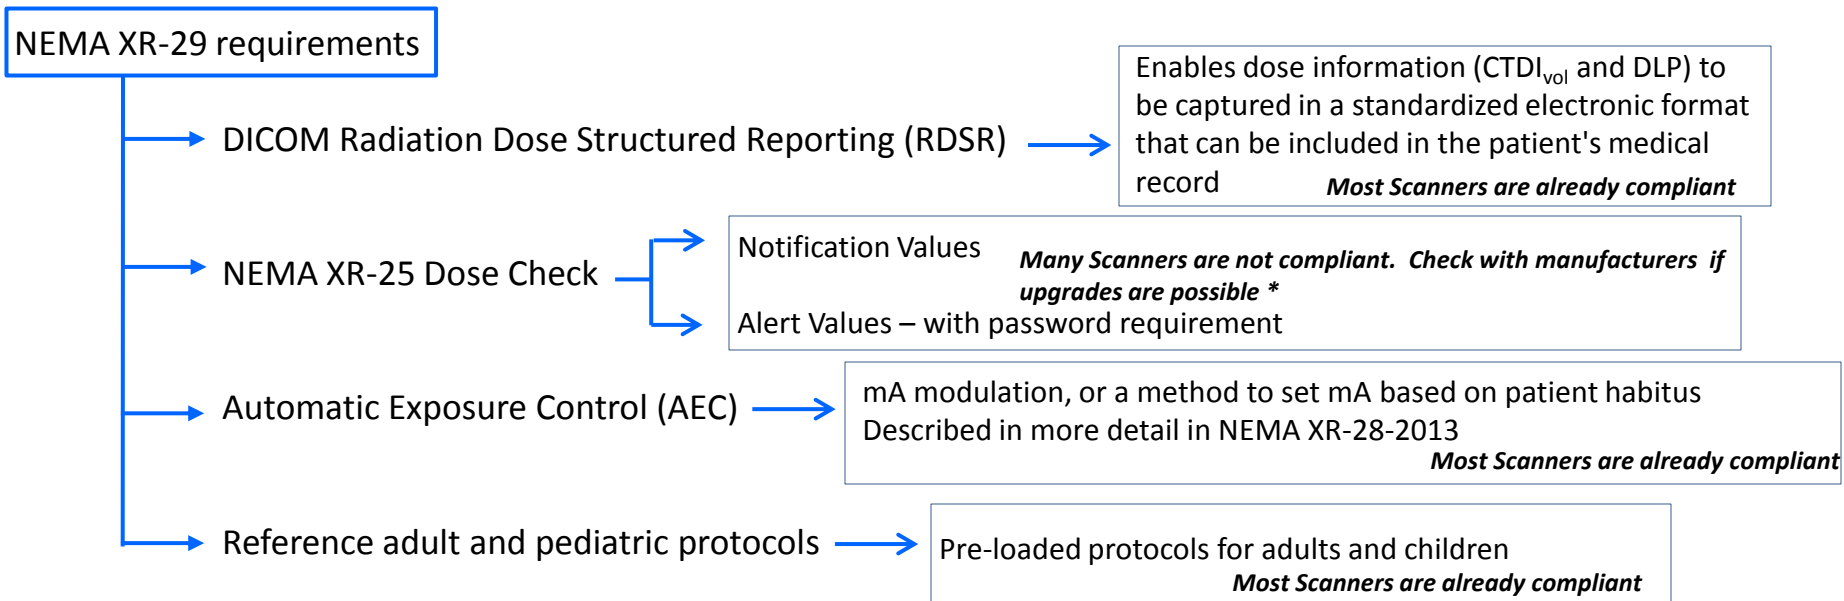 NEMA XR-29 requirements
DICOM Radiation Dose Structured Reporting (RDSR)
Enables dose information (CTDIvol and DLP) to
be captured in a standardized electronic format
that can be included in the patient's medical
record Most Scanners are already compliant
NEMA XR-25 Dose Check
Notification Values
Many Scanners are not compliant. Check with manufacturers if
upgrades are possible *
Alert Values – with password requirement
Automatic Exposure Control (AEC)
mA modulation, or a method to set mA based on patient habitus
Described in more detail in NEMA XR-28-2013
Most Scanners are already compliant
Reference adult and pediatric protocols
Pre-loaded protocols for adults and children
Most Scanners are already compliant